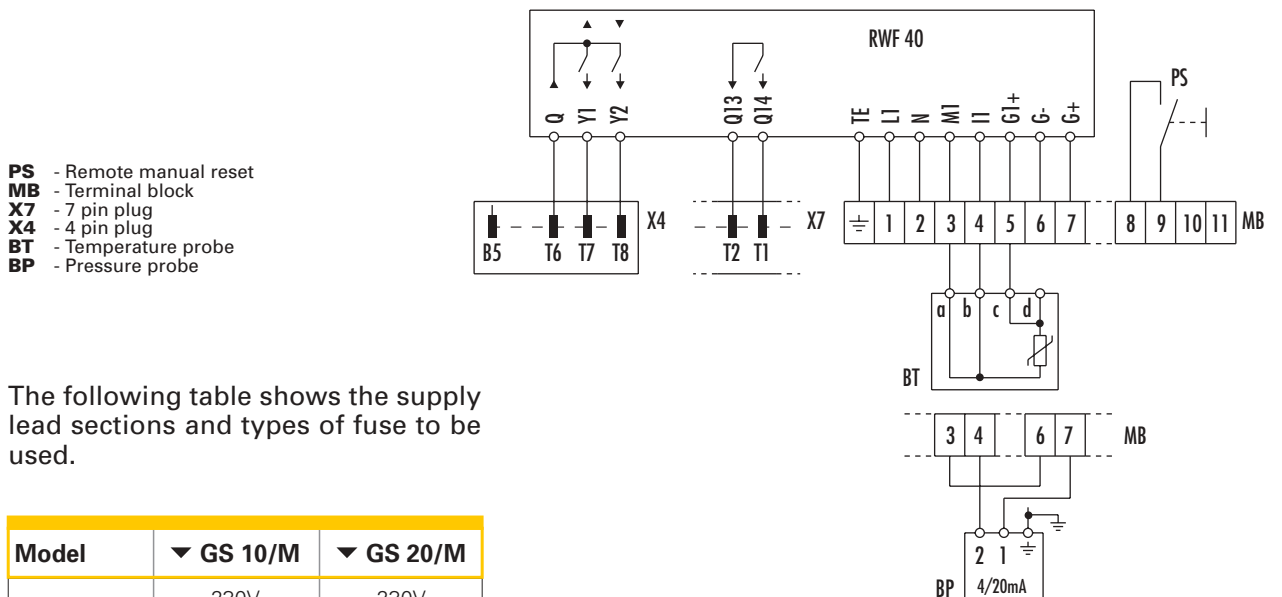 RWF 40
Q Y1 Y2 Q13 Q14 TE L1 N M1 I1 G1+ G- G+
PS
PS - Remote manual reset
MB - Terminal block
X7 - 7 pin plug
X4 - 4 pin plug
BT - Temperature probe
BP - Pressure probe
B5 T6 T7 T8 X4
T2 T1 X7
1 2 3 4 5 6 7 8 9 10 11 MB
a b c d
BT
The following table shows the supply
lead sections and types of fuse to be
used.
3 4 6 7 MB
2 1
BP 4/20mA
Model ▼ GS 10/M ▼ GS 20/M